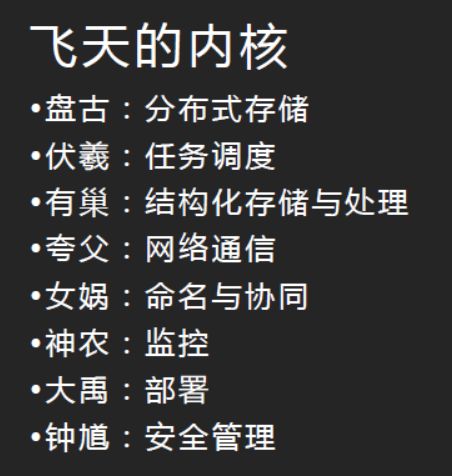 飞天的内核
•盘古：分布式存储
•伏羲：任务调度
•有巢：结构化存储与处理
•夸父：网络通信
•女娲：命名与协同
•神农：监控
•大禹：部署
•钟馗：安全管理